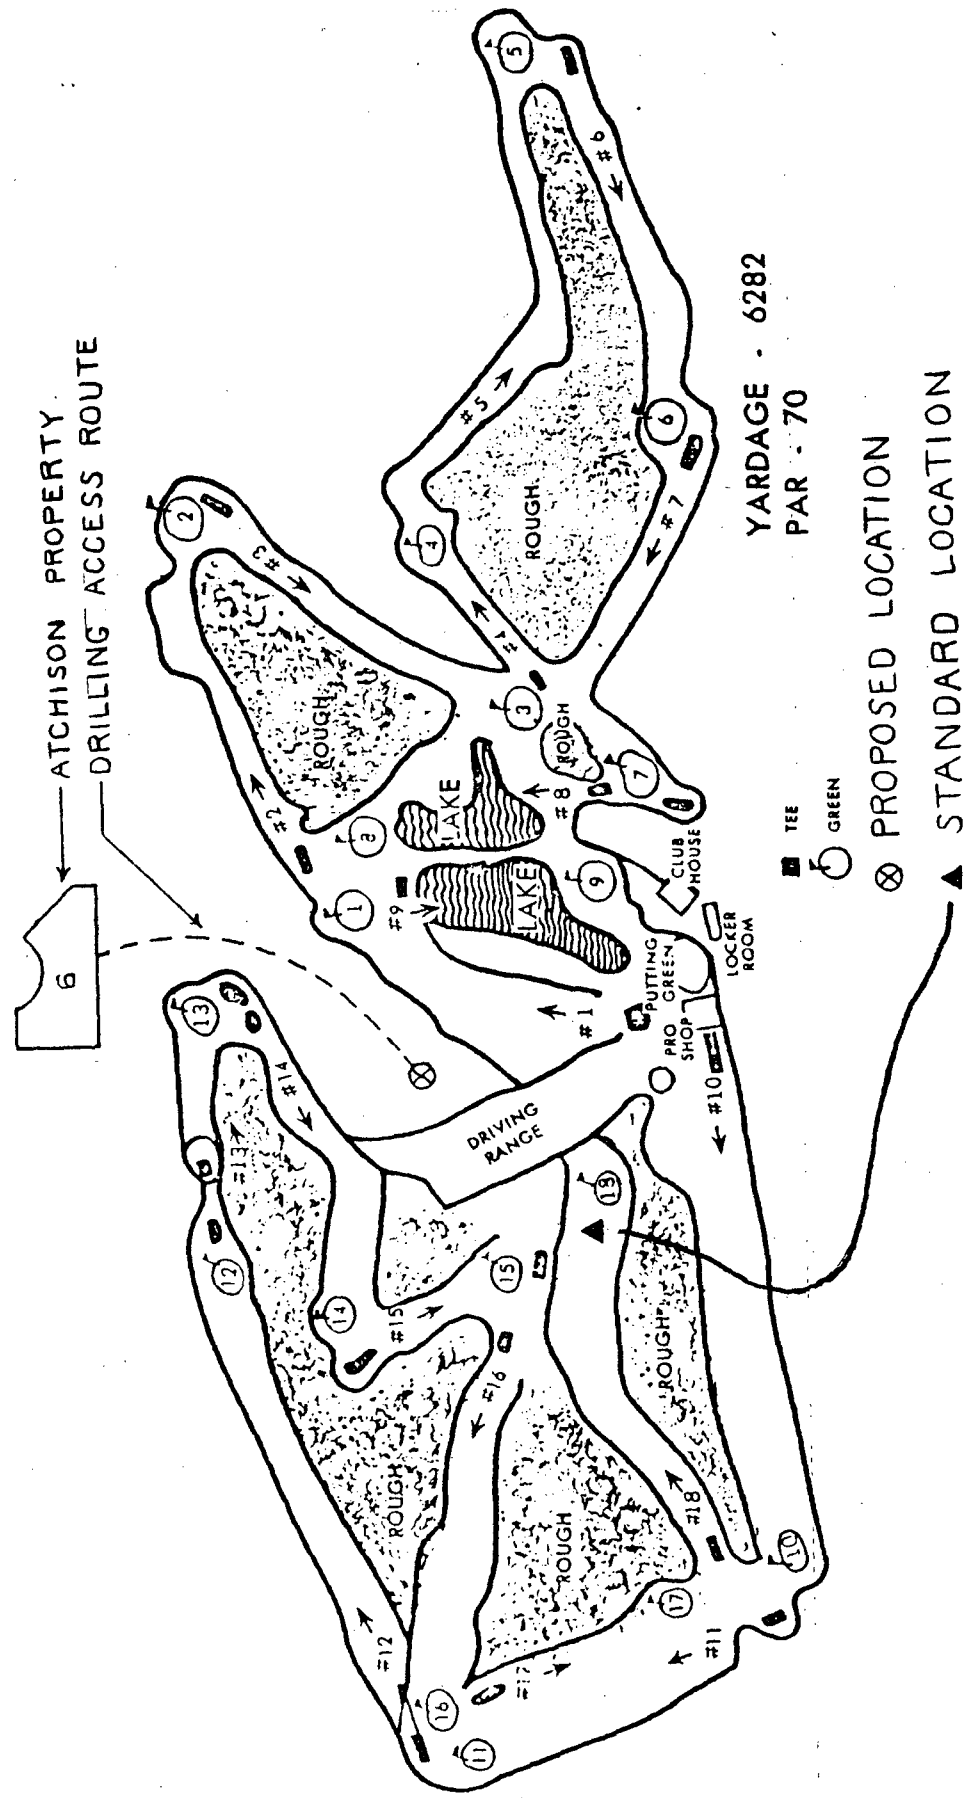 ATCHISON PROPERTY
DRILLING ACCESS ROUTE
6
5
#6
#5
2
#3
4
ROUGH
6
#7
#4
ROUGH
#2
3
ROUGH
7
8
LAKE
#8
1
#9
LAKE
9
CLUB
HOUSE
LOCKER
ROOM
PUTTING
GREEN
PRO
SHOP
#1
#10
13
#14
DRIVING
RANGE
#13
12
14
#15
15
18
#16
ROUGH
ROUGH
ROUGH
#18
#12
16
11
#17
17
#11
10
YARDAGE - 6282
PAR - 70
TEE
GREEN
PROPOSED LOCATION
STANDARD LOCATION